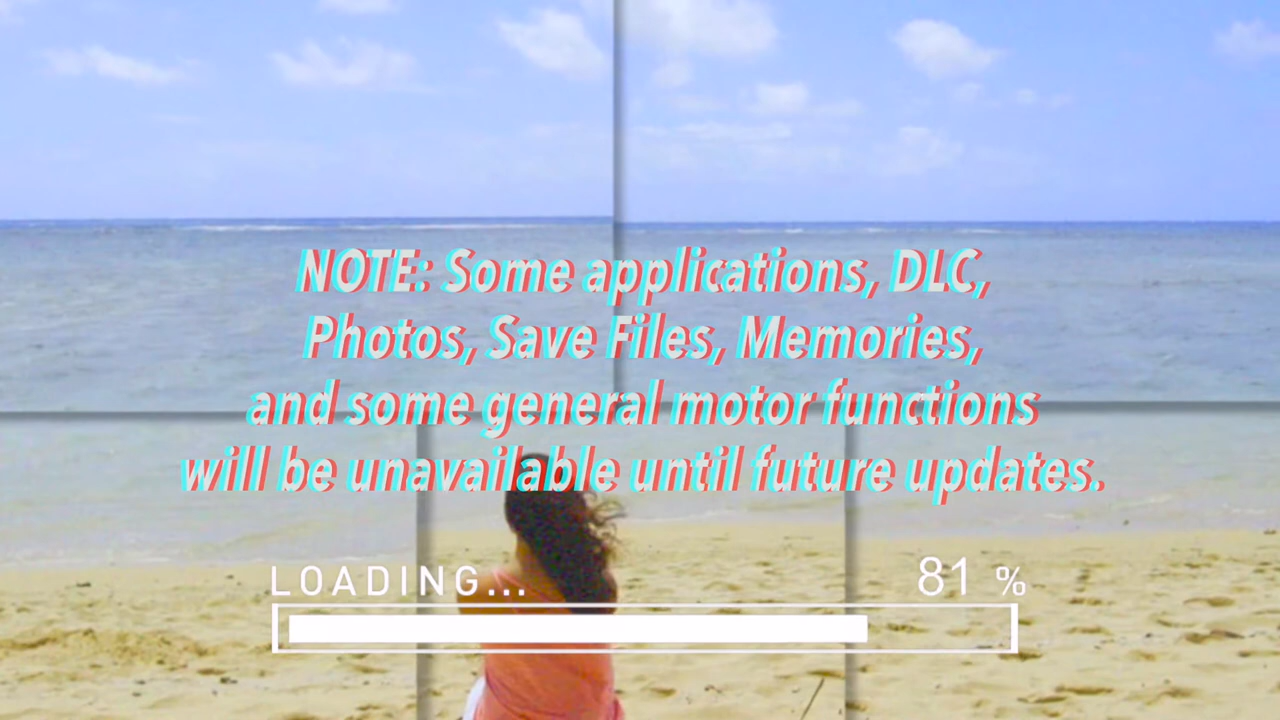 NOTE: Some applications, DLC,
Photos, Save Files, Memories,
and some general motor functions
will be unavailable until future updates.
LOADING... 81 %